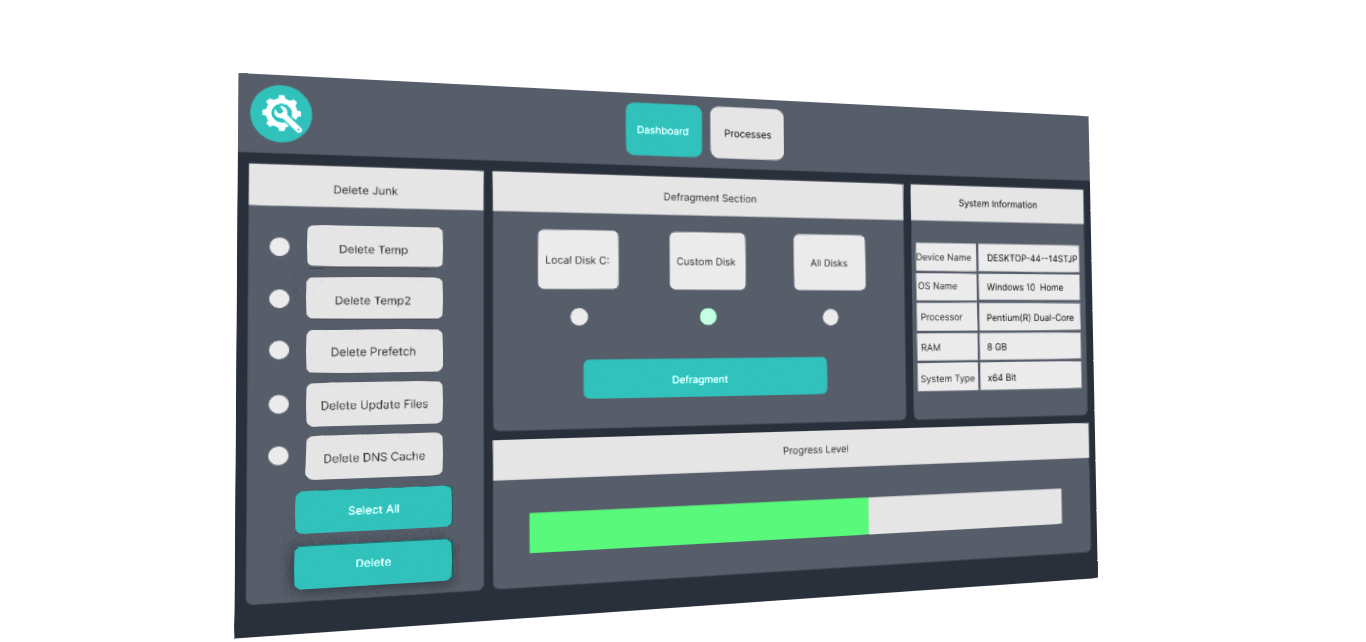 Dashboard
Processes
Delete Junk
Delete Temp
Delete Temp2
Delete Prefetch
Delete Update Files
Delete DNS Cache
Select All
Delete
Defragment Section
Local Disk C:
Custom Disk
All Disks
Defragment
System Information
Device Name DESKTOP-44--14STJP
OS Name Windows 10 Home
Processor Pentium(R) Dual-Core
RAM 8 GB
System Type x64 Bit
Progress Level